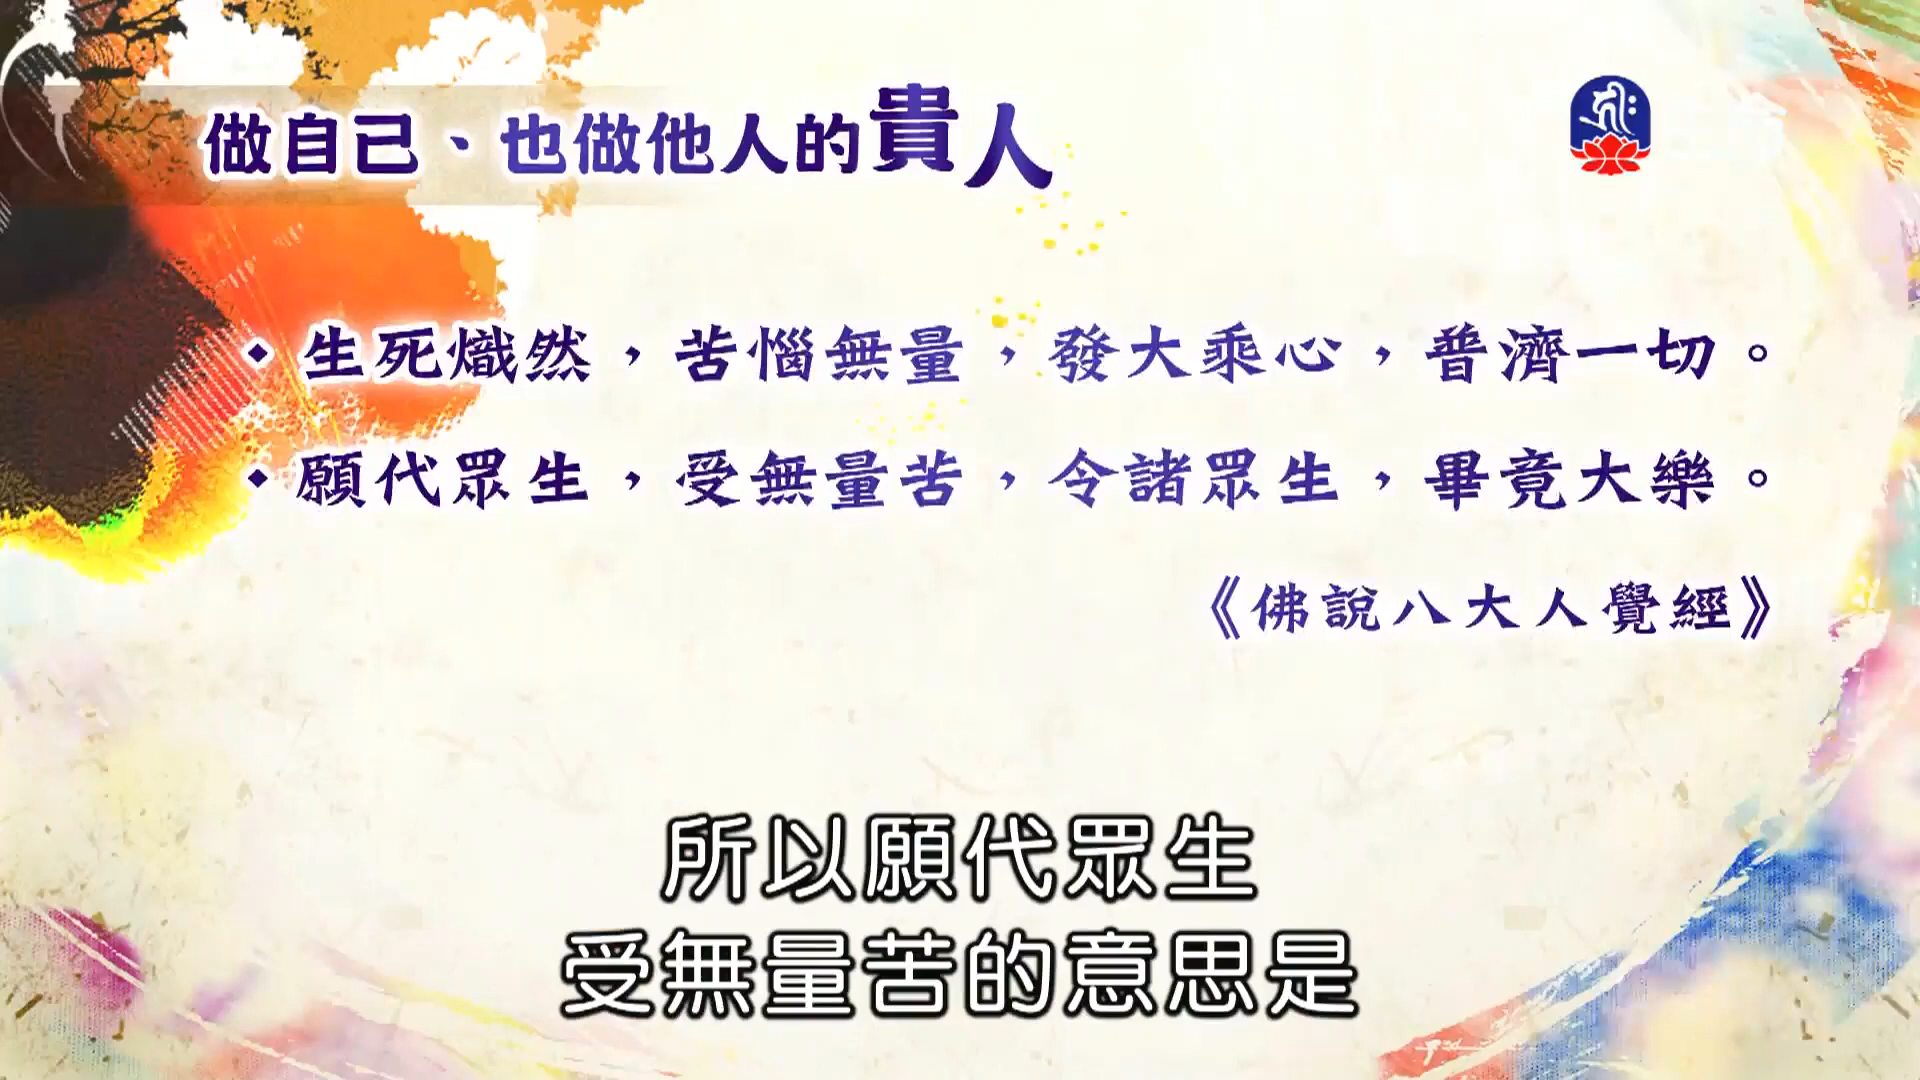 做自己、也做他人的貴人
・生死熾然，苦惱無量，發大乘心，普濟一切。
・願代眾生，受無量苦，令諸眾生，畢竟大樂。
《佛說八大人覺經》
所以願代眾生
受無量苦的意思是